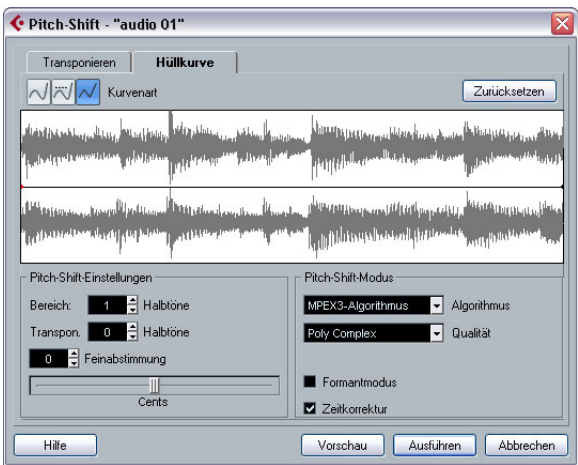 Pitch-Shift - "audio 01"
Transponieren Hüllkurve
Kurvenart Zurücksetzen
Pitch-Shift-Einstellungen
Bereich: 1 Halbtöne
Transpon. 0 Halbtöne
0 Feinabstimmung
Cents
Pitch-Shift-Modus
MPEX3-Algorithmus Algorithmus
Poly Complex Qualität
Formantmodus
Zeitkorrektur
Hilfe Vorschau Ausführen Abbrechen